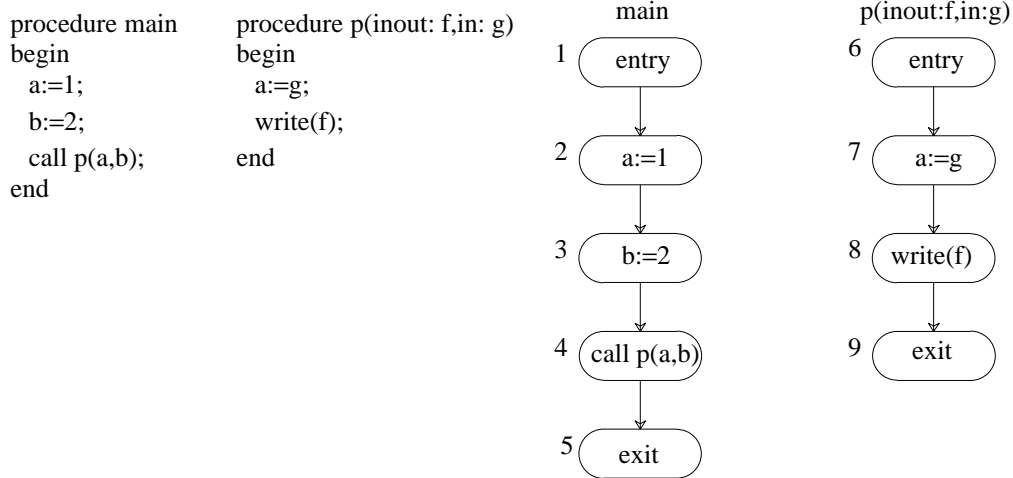 procedure main
begin
a:=1;
b:=2;
call p(a,b);
end
procedure p(inout: f,in: g)
begin
a:=g;
write(f);
end
main
1 entry
2 a:=1
3 b:=2
4 call p(a,b)
5 exit
p(inout:f,in:g)
6 entry
7 a:=g
8 write(f)
9 exit